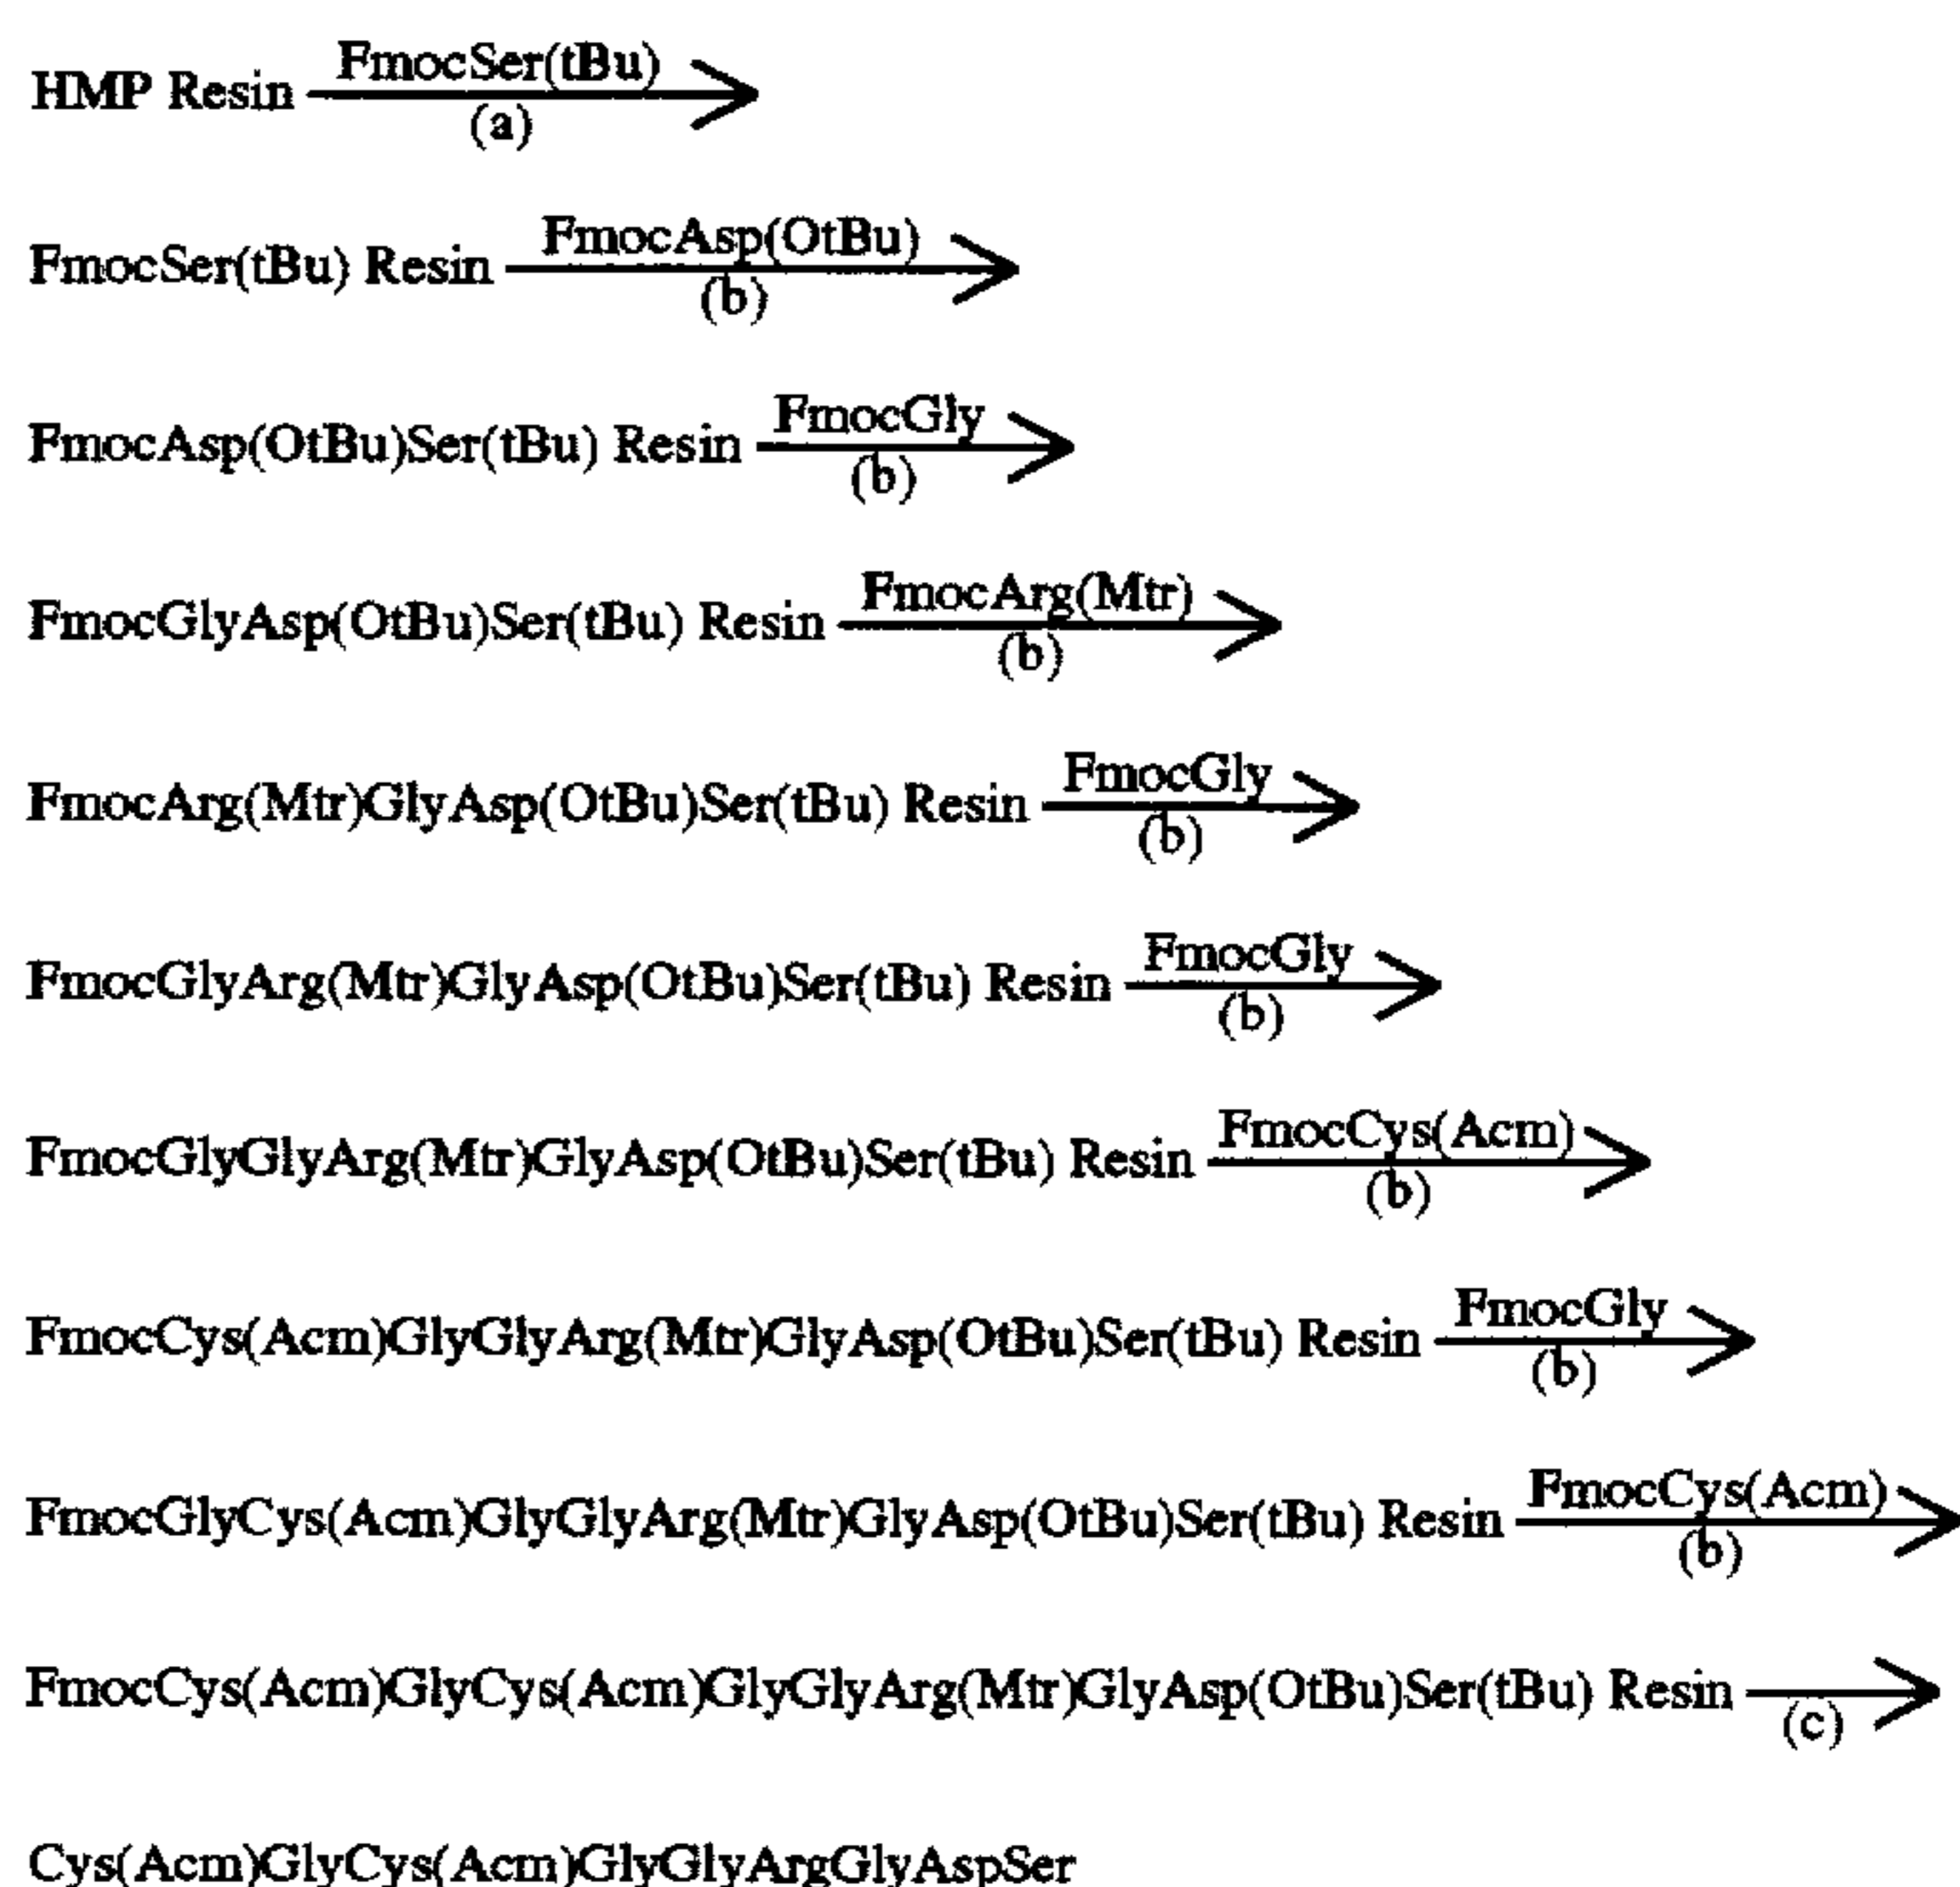 HMP Resin FmocSer(tBu)
(a)
FmocSer(tBu) Resin FmocAsp(OtBu)
(b)
FmocAsp(OtBu)Ser(tBu) Resin FmocGly
(b)
FmocGlyAsp(OtBu)Ser(tBu) Resin FmocArg(Mtr)
(b)
FmocArg(Mtr)GlyAsp(OtBu)Ser(tBu) Resin FmocGly
(b)
FmocGlyArg(Mtr)GlyAsp(OtBu)Ser(tBu) Resin FmocGly
(b)
FmocGlyGlyArg(Mtr)GlyAsp(OtBu)Ser(tBu) Resin FmocCys(Acm)
(b)
FmocCys(Acm)GlyGlyArg(Mtr)GlyAsp(OtBu)Ser(tBu) Resin FmocGly
(b)
FmocGlyCys(Acm)GlyGlyArg(Mtr)GlyAsp(OtBu)Ser(tBu) Resin FmocCys(Acm)
(b)
FmocCys(Acm)GlyCys(Acm)GlyGlyArg(Mtr)GlyAsp(OtBu)Ser(tBu) Resin
(c)
Cys(Acm)GlyCys(Acm)GlyGlyArgGlyAspSer